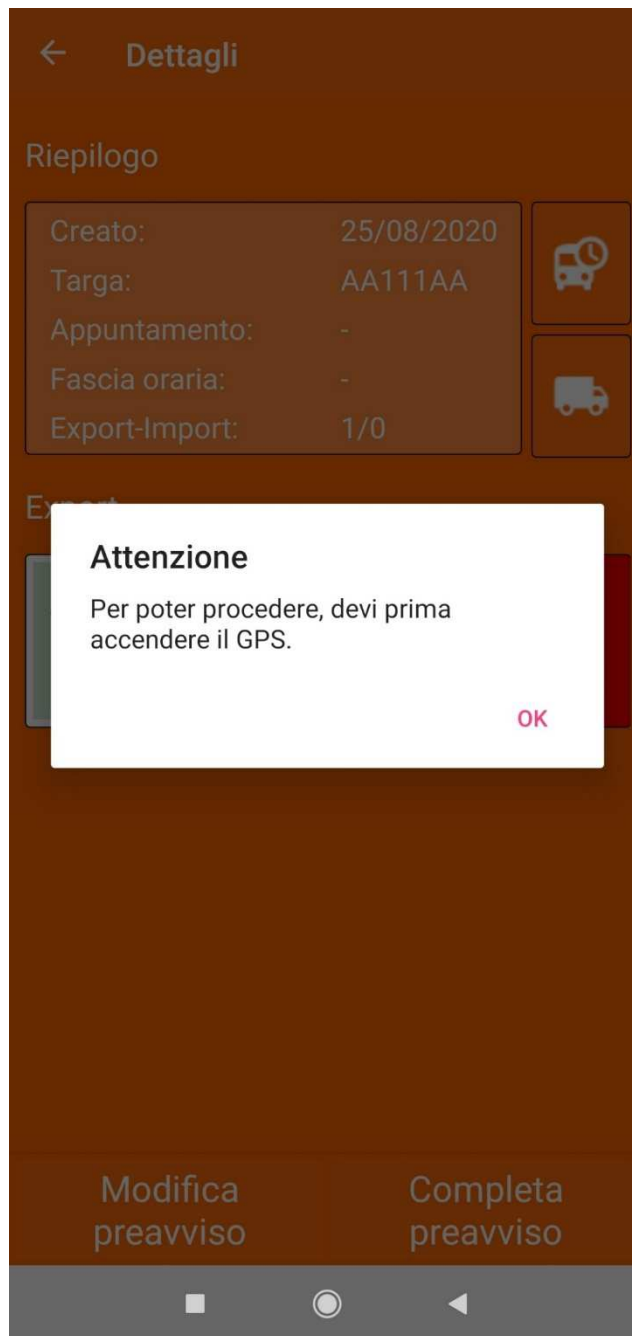 Dettagli
Riepilogo
Creato: 25/08/2020
Targa: AA111AA
Appuntamento: -
Fascia oraria: -
Export-Import: 1/0
Export
Attenzione
Per poter procedere, devi prima
accendere il GPS.
OK
Modifica
preavviso
Completa
preavviso